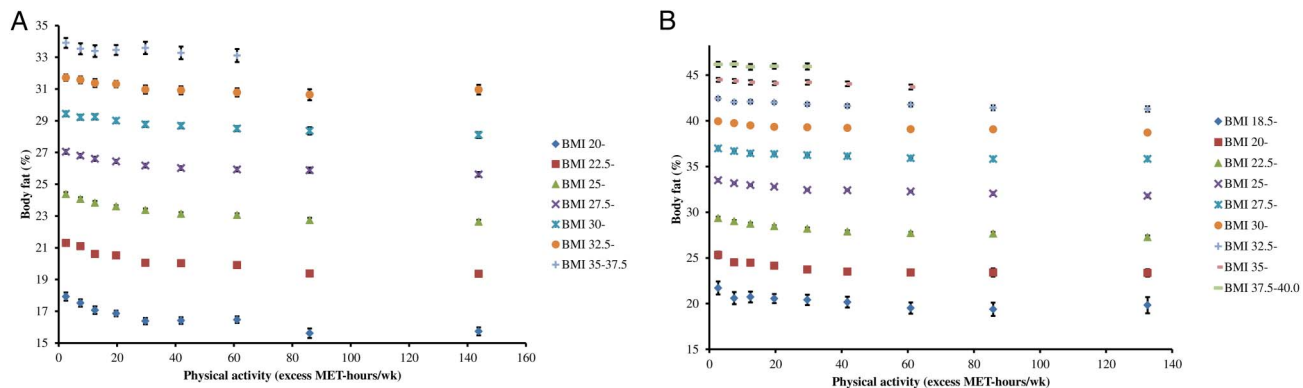 A
35
33
31
29
27
25
23
21
19
17
15
Body fat (%)
0 20 40 60 80 100 120 140 160
Physical activity (excess MET-hours/wk)
BMI 20-
BMI 22.5-
BMI 25-
BMI 27.5-
BMI 30-
BMI 32.5-
BMI 35-37.5
B
45
40
35
30
25
20
15
Body fat (%)
0 20 40 60 80 100 120 140
Physical activity (excess MET-hours/wk)
BMI 18.5-
BMI 20-
BMI 22.5-
BMI 25-
BMI 27.5-
BMI 30-
BMI 32.5-
BMI 35-
BMI 37.5-40.0